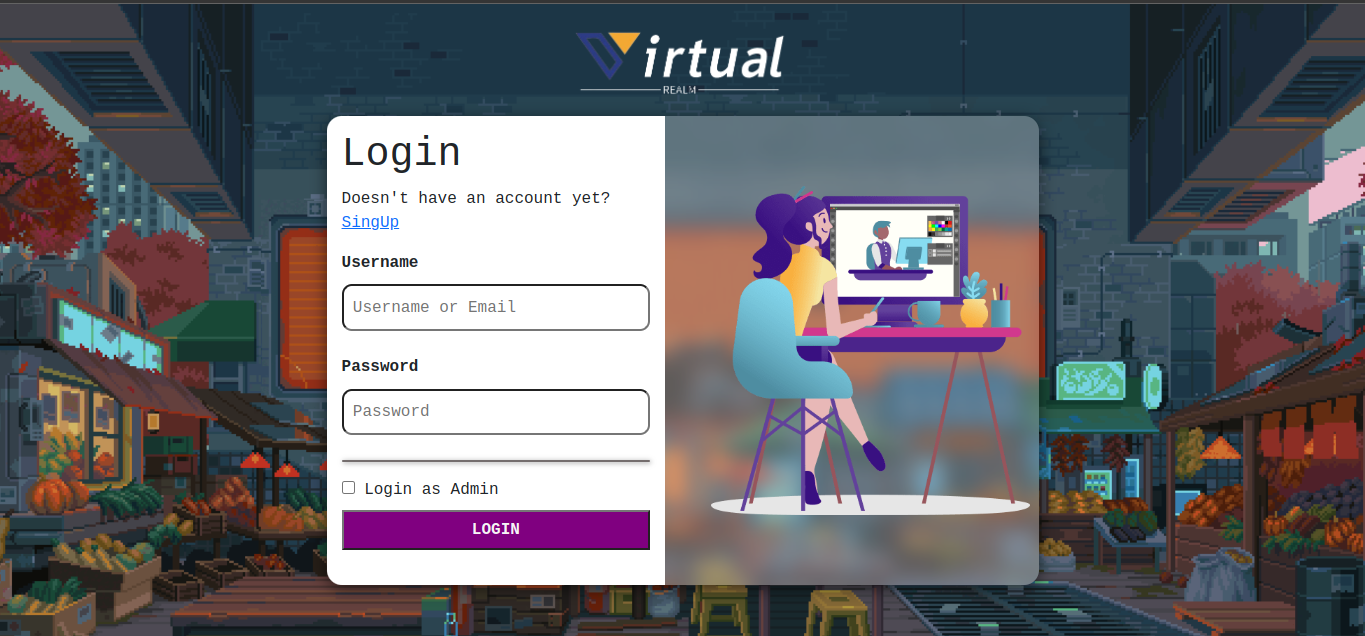 Virtual
REALM
Login
Doesn't have an account yet?
SingUp
Username
Username or Email
Password
Password
Login as Admin
LOGIN